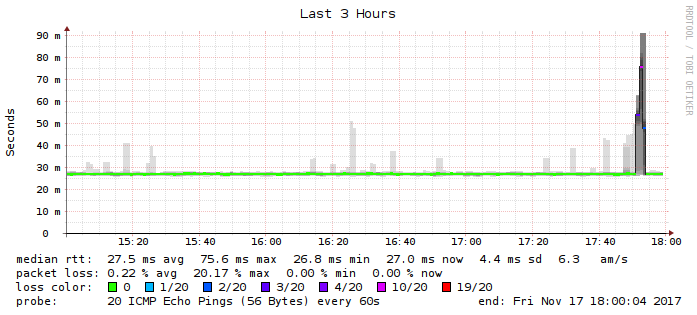 Last 3 Hours
RRDTOOL / TOBI OETIKER
Seconds
90 m
80 m
70 m
60 m
50 m
40 m
30 m
20 m
10 m
0
15:20 15:40 16:00 16:20 16:40 17:00 17:20 17:40 18:00
median rtt: 27.5 ms avg 75.6 ms max 26.8 ms min 27.0 ms now 4.4 ms sd 6.3 am/s
packet loss: 0.22 % avg 20.17 % max 0.00 % min 0.00 % now
loss color: 0 1/20 2/20 3/20 4/20 10/20 19/20
probe: 20 ICMP Echo Pings (56 Bytes) every 60s end: Fri Nov 17 18:00:04 2017